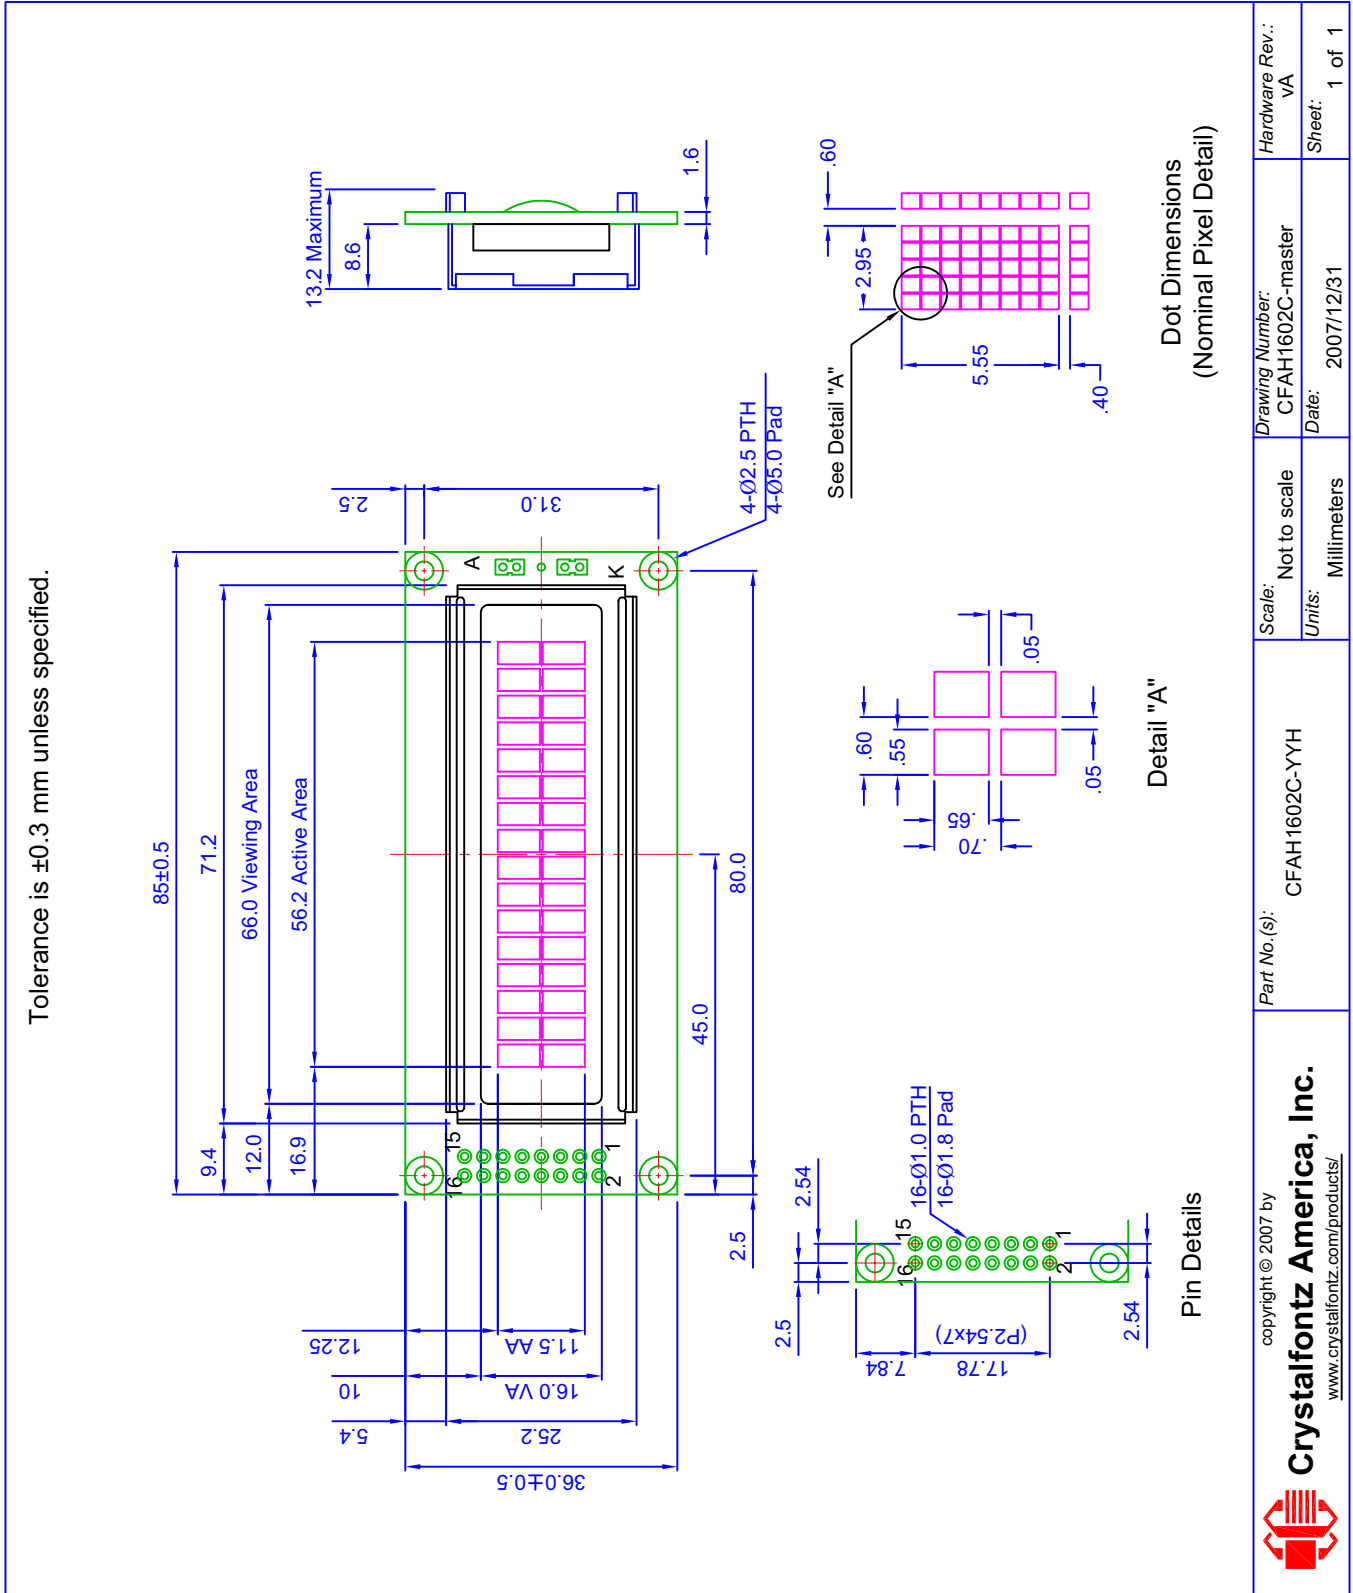 Tolerance is ±0.3 mm unless specified.
85±0.5
71.2
66.0 Viewing Area
56.2 Active Area
9.4
12.0
16.9
2.5
31.0
A
K
15
16
1
2
4-Ø2.5 PTH
4-Ø5.0 Pad
45.0
80.0
2.5
5.4
10
12.25
11.5 AA
16.0 VA
25.2
36.0±0.5
13.2 Maximum
8.6
1.6
2.5
2.54
16-Ø1.0 PTH
16-Ø1.8 Pad
15
16
1
2
7.84
17.78
(P2.54x7)
2.54
Pin Details
.60
.55
.65
.70
.05
.05
Detail "A"
See Detail "A"
2.95
.60
5.55
.40
Dot Dimensions
(Nominal Pixel Detail)
copyright © 2007 by
Crystalfontz America, Inc.
www.crystalfontz.com/products/
Part No.(s):
CFAH1602C-YYH
Scale:
Not to scale
Units:
Millimeters
Drawing Number:
CFAH1602C-master
Date:
2007/12/31
Hardware Rev.:
vA
Sheet:
1 of 1